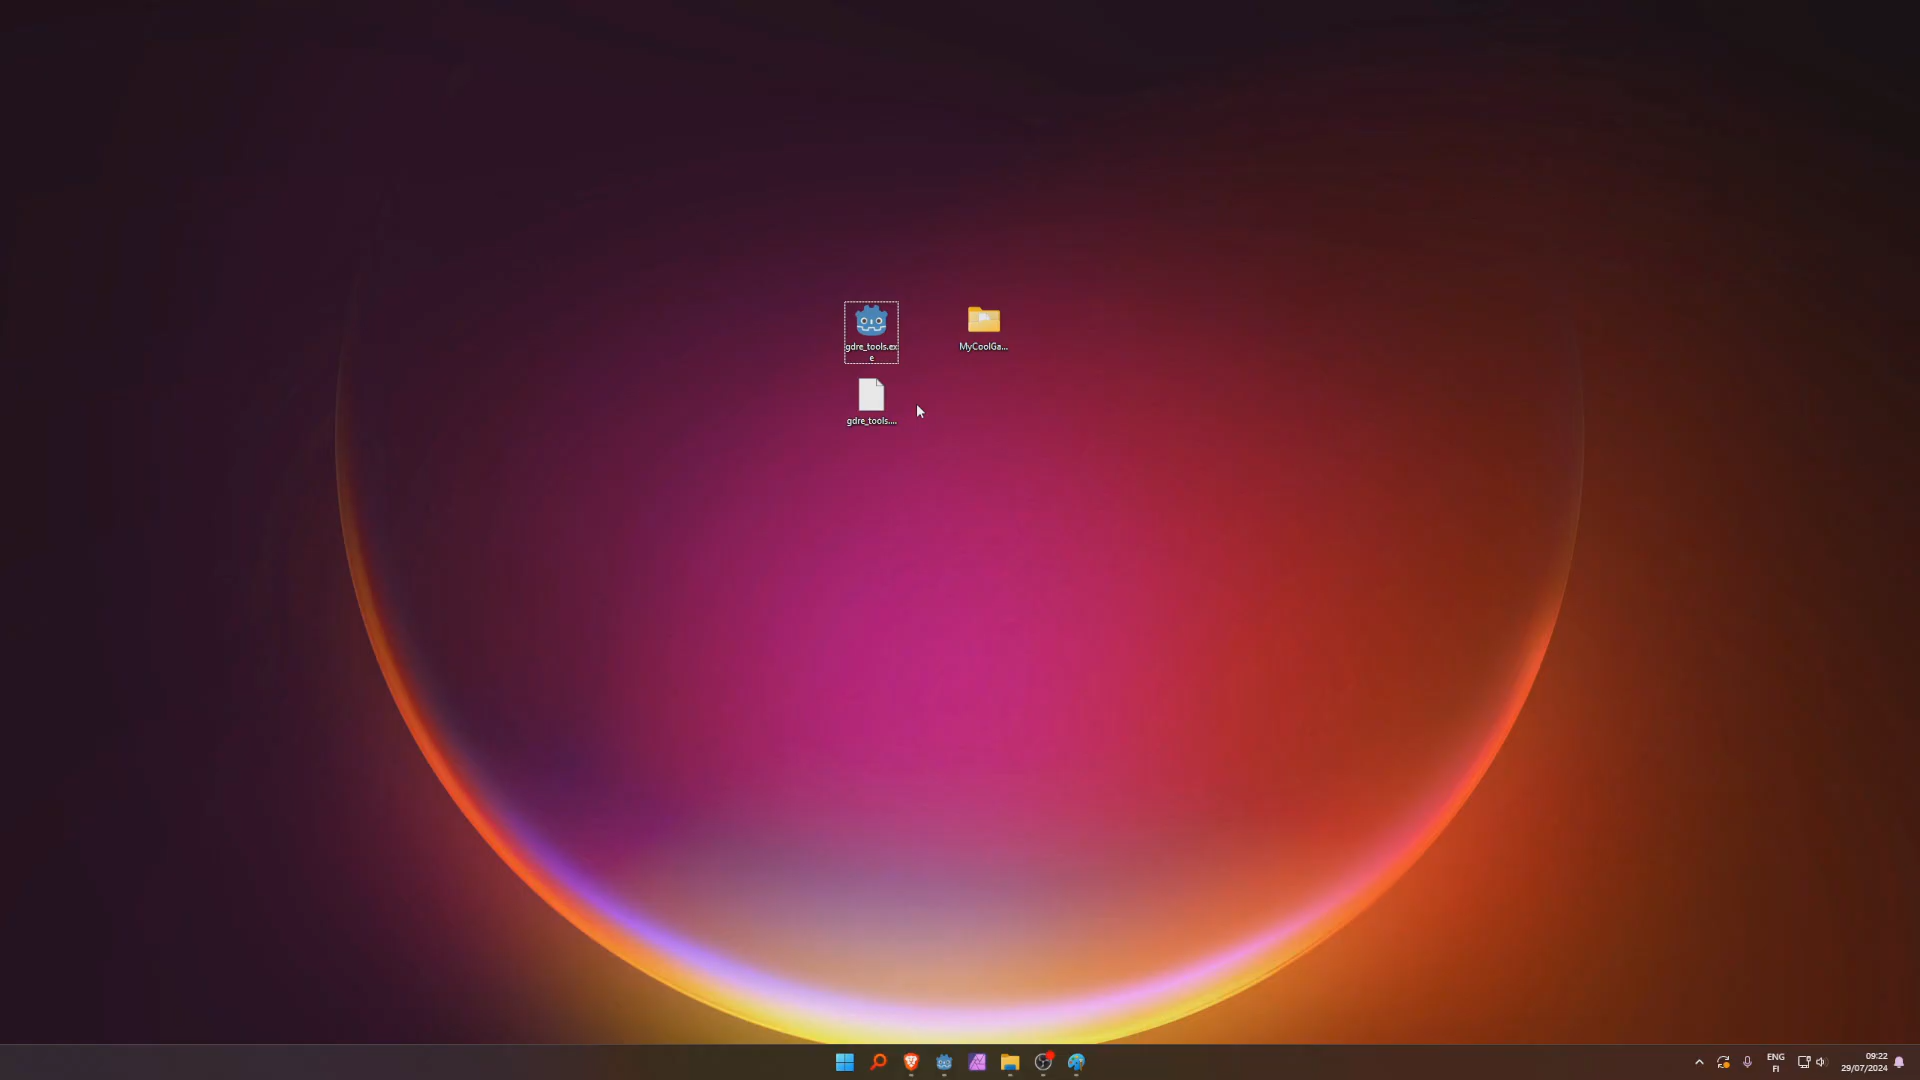 gdre_tools.ex
e
MyCoolGa...
gdre_tools....
ENG
FI
09:22
29/07/2024